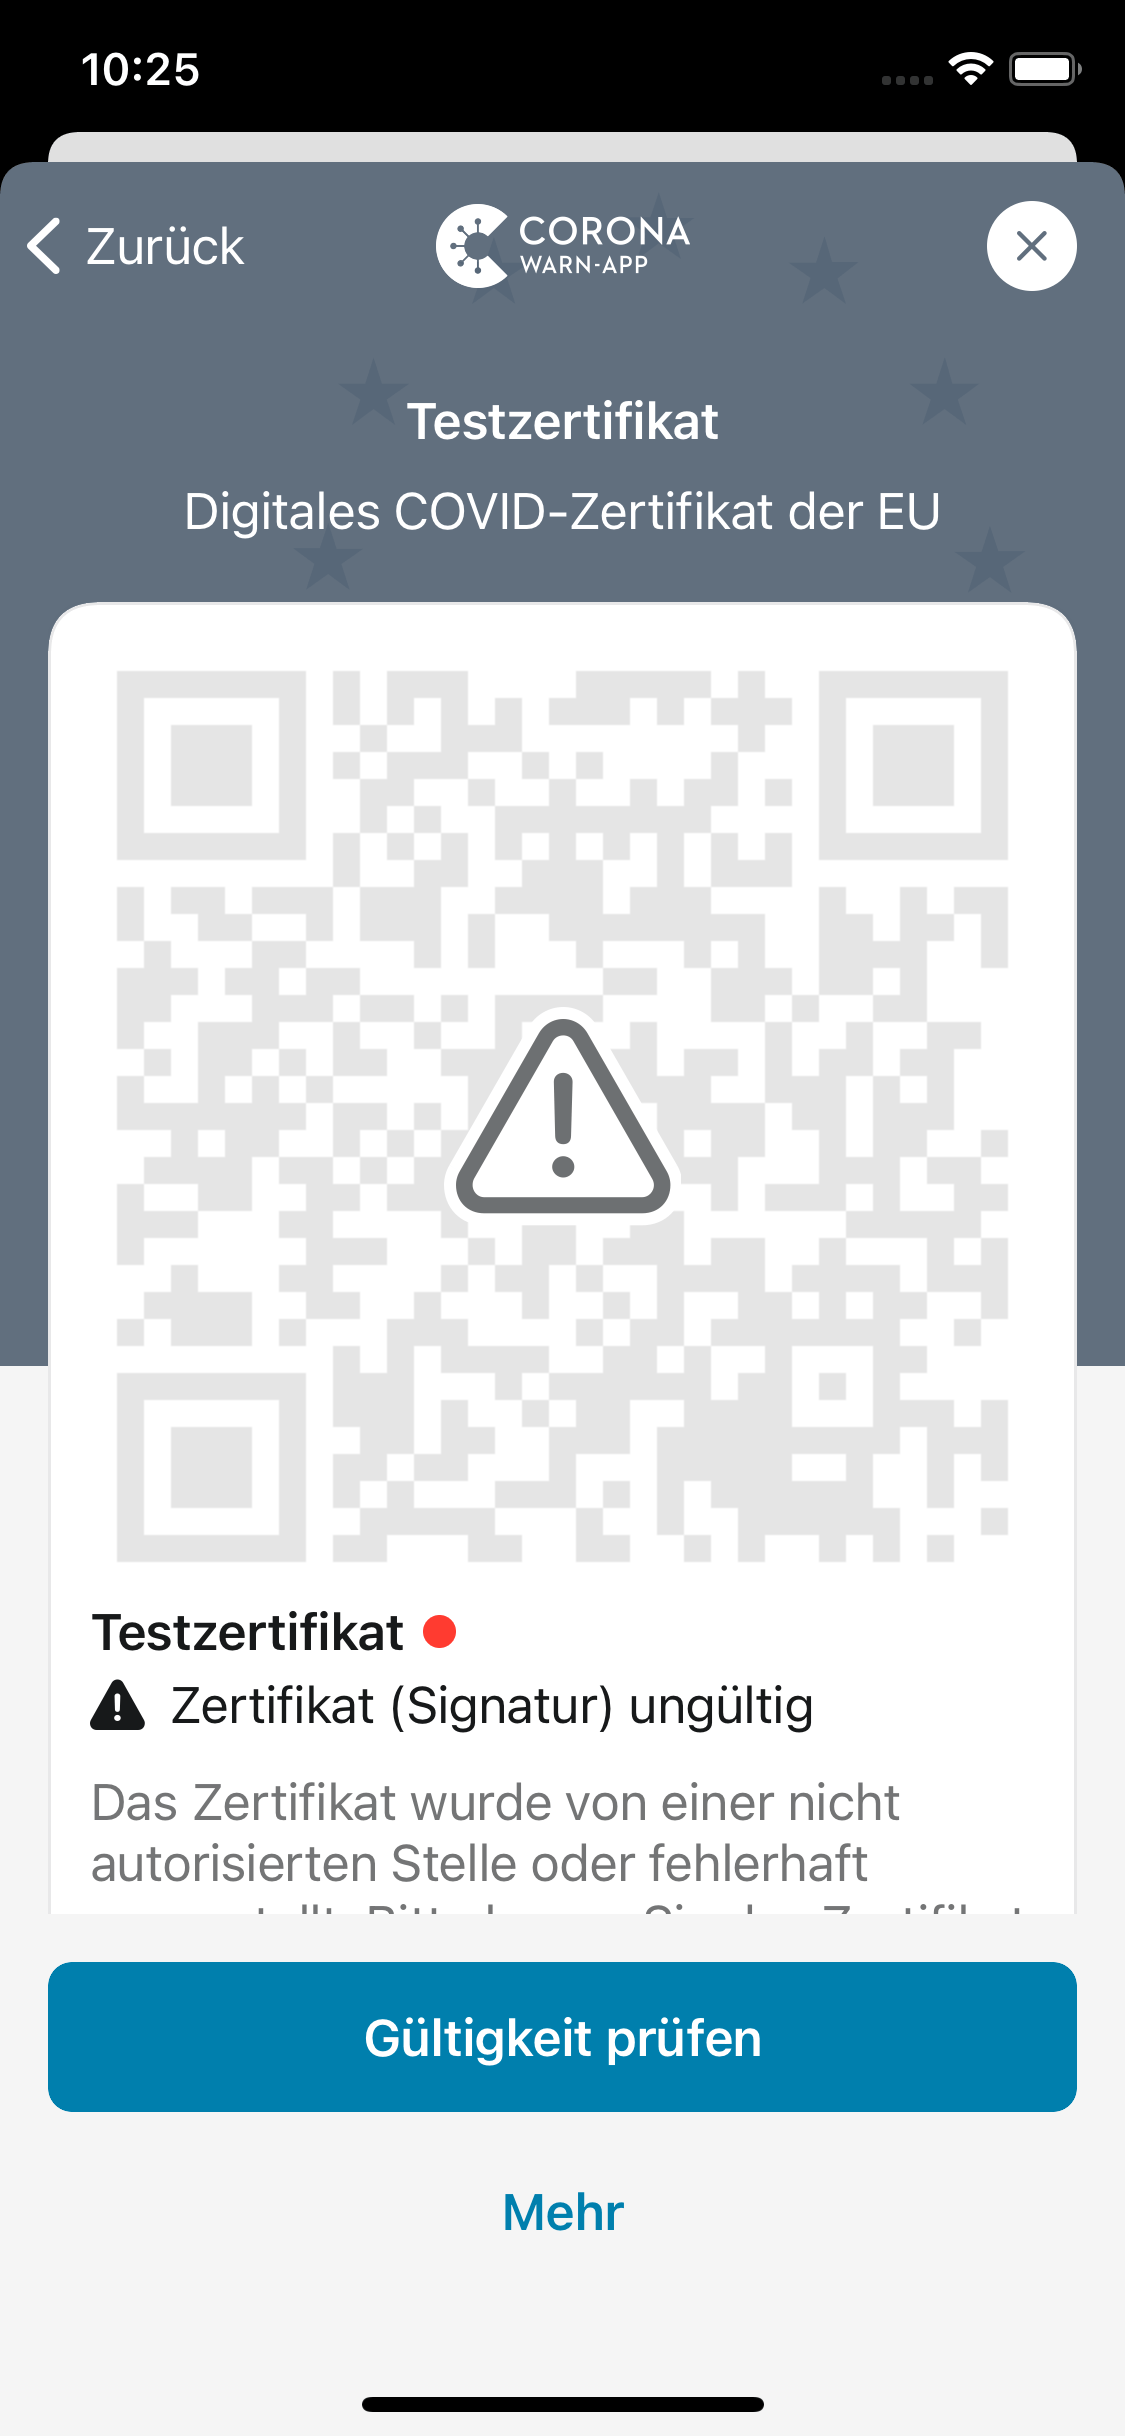 10:25
Zurück
CORONA
WARN-APP
Testzertifikat
Digitales COVID-Zertifikat der EU
Testzertifikat
Zertifikat (Signatur) ungültig
Das Zertifikat wurde von einer nicht
autorisierten Stelle oder fehlerhaft
Gültigkeit prüfen
Mehr